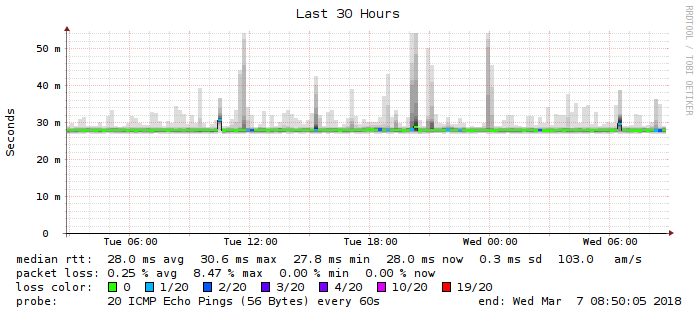 Last 30 Hours
RRDTOOL / TOBI OETIKER
Seconds
50 m
40 m
30 m
20 m
10 m
0
Tue 06:00 Tue 12:00 Tue 18:00 Wed 00:00 Wed 06:00
median rtt: 28.0 ms avg 30.6 ms max 27.8 ms min 28.0 ms now 0.3 ms sd 103.0 am/s
packet loss: 0.25 % avg 8.47 % max 0.00 % min 0.00 % now
loss color: 0 1/20 2/20 3/20 4/20 10/20 19/20
probe: 20 ICMP Echo Pings (56 Bytes) every 60s end: Wed Mar 7 08:50:05 2018